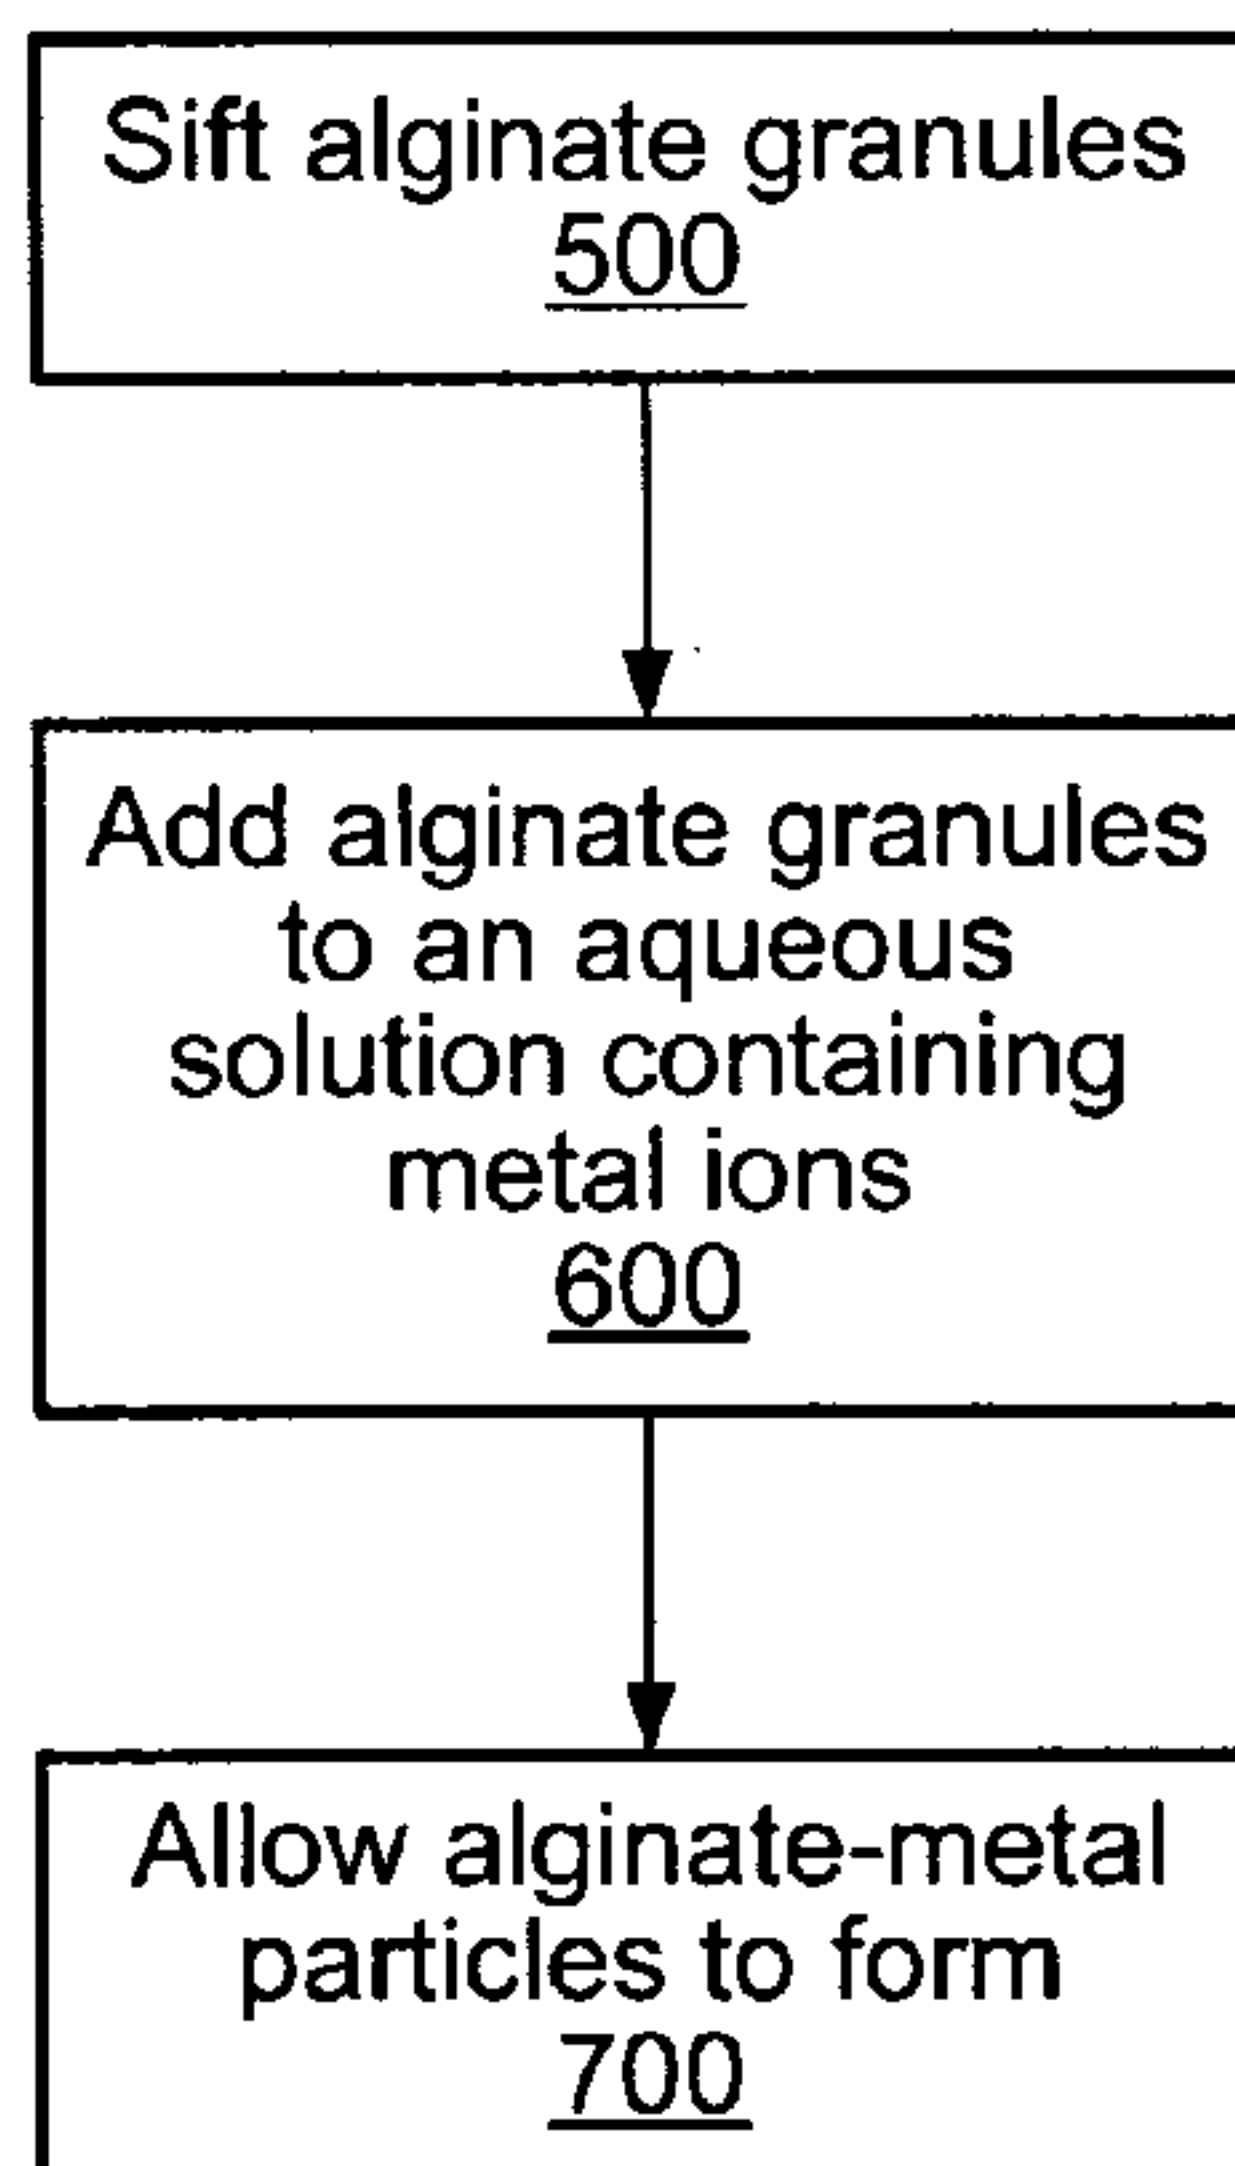 Sift alginate granules
500
Add alginate granules
to an aqueous
solution containing
metal ions
600
Allow alginate-metal
particles to form
700